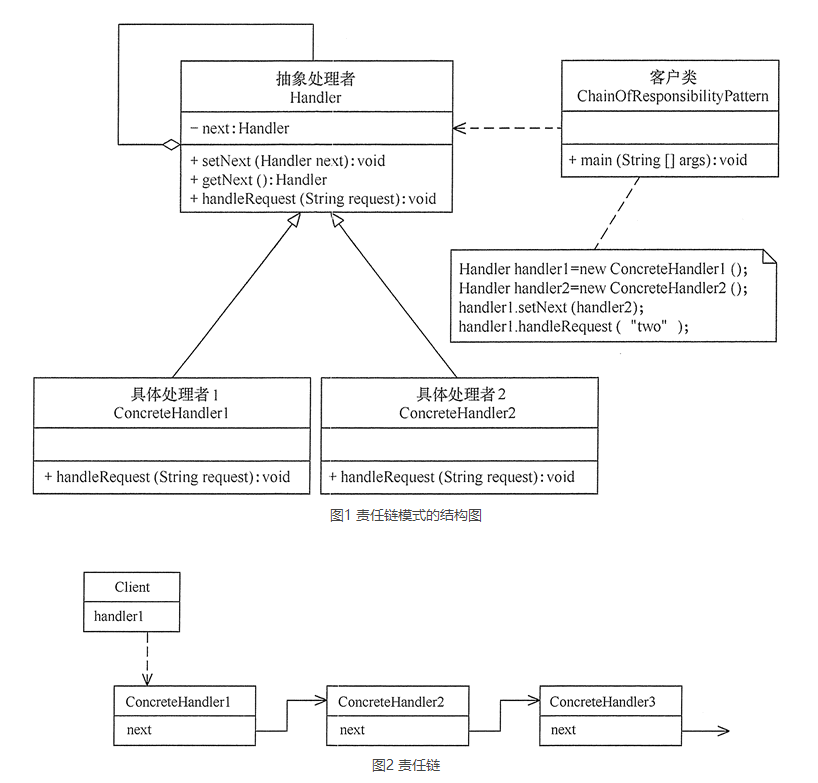 抽象处理者
Handler
− next:Handler
+ setNext (Handler next):void
+ getNext ():Handler
+ handleRequest (String request):void
客户类
ChainOfResponsibilityPattern
+ main (String [] args):void
Handler handler1=new ConcreteHandler1 ();
Handler handler2=new ConcreteHandler2 ();
handler1.setNext (handler2);
handler1.handleRequest ( "two" );
具体处理者1
ConcreteHandler1
+ handleRequest (String request):void
具体处理者2
ConcreteHandler2
+ handleRequest (String request):void
图1 责任链模式的结构图
Client
handler1
ConcreteHandler1
next
ConcreteHandler2
next
ConcreteHandler3
next
图2 责任链